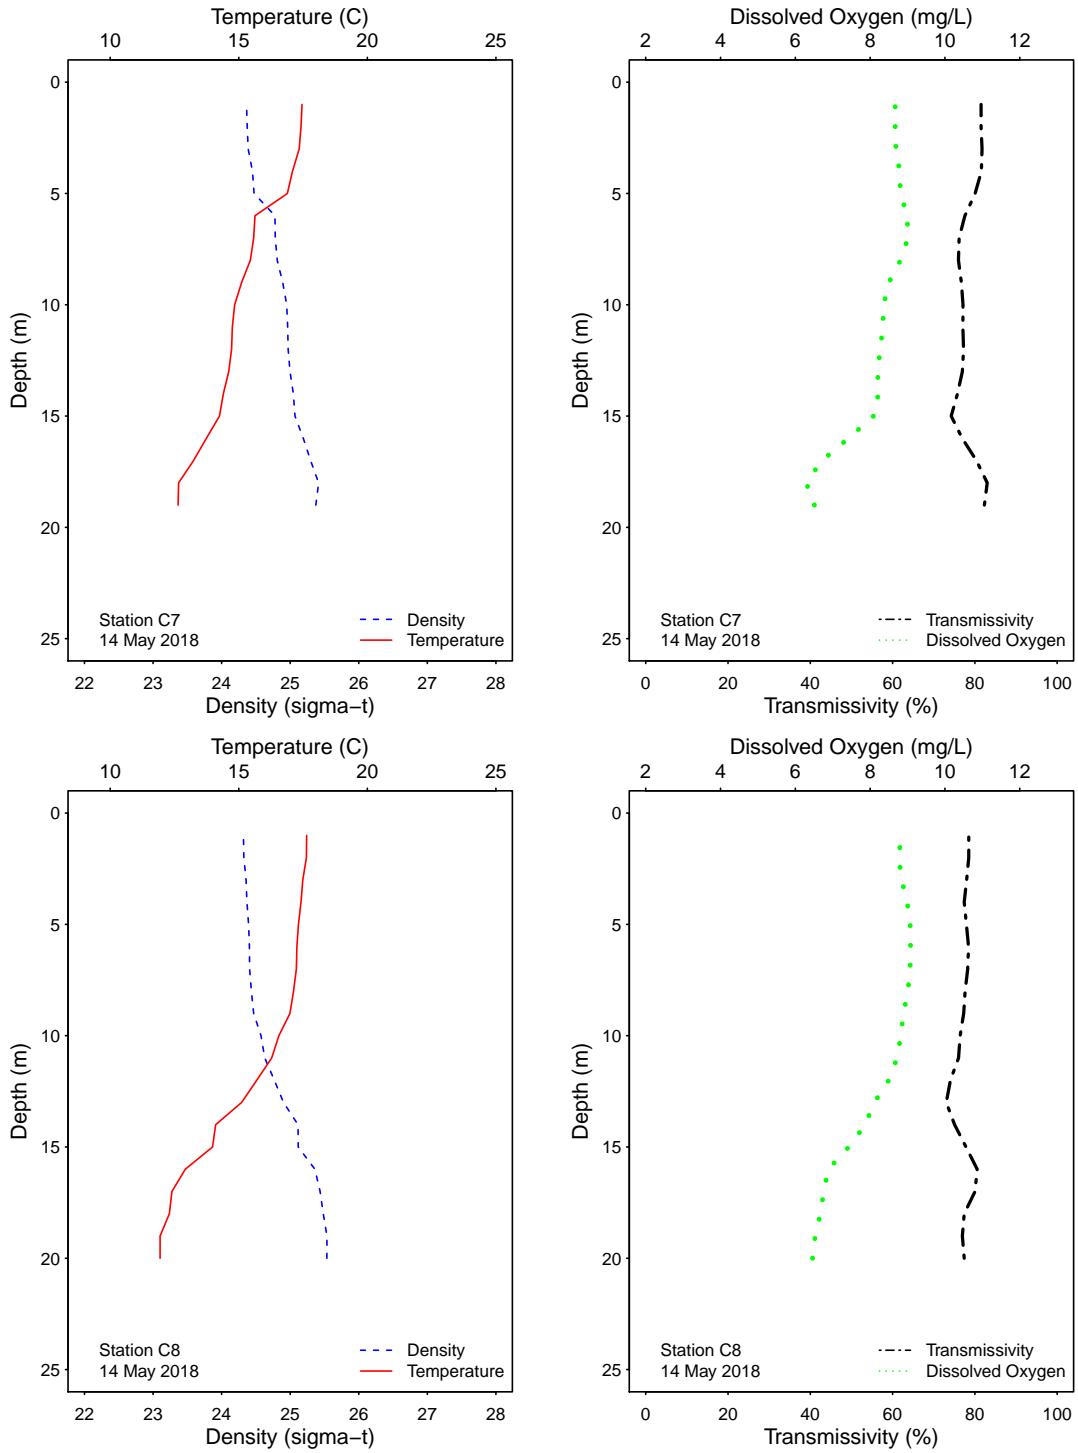 Temperature (C)
10 15 20 25
0
5
10
15
20
25
Depth (m)
Station C7
14 May 2018
Density
Temperature
22 23 24 25 26 27 28
Density (sigma−t)
Dissolved Oxygen (mg/L)
2 4 6 8 10 12
0
5
10
15
20
25
Depth (m)
Station C7
14 May 2018
Transmissivity
Dissolved Oxygen
0 20 40 60 80 100
Transmissivity (%)
Temperature (C)
10 15 20 25
0
5
10
15
20
25
Depth (m)
Station C8
14 May 2018
Density
Temperature
22 23 24 25 26 27 28
Density (sigma−t)
Dissolved Oxygen (mg/L)
2 4 6 8 10 12
0
5
10
15
20
25
Depth (m)
Station C8
14 May 2018
Transmissivity
Dissolved Oxygen
0 20 40 60 80 100
Transmissivity (%)